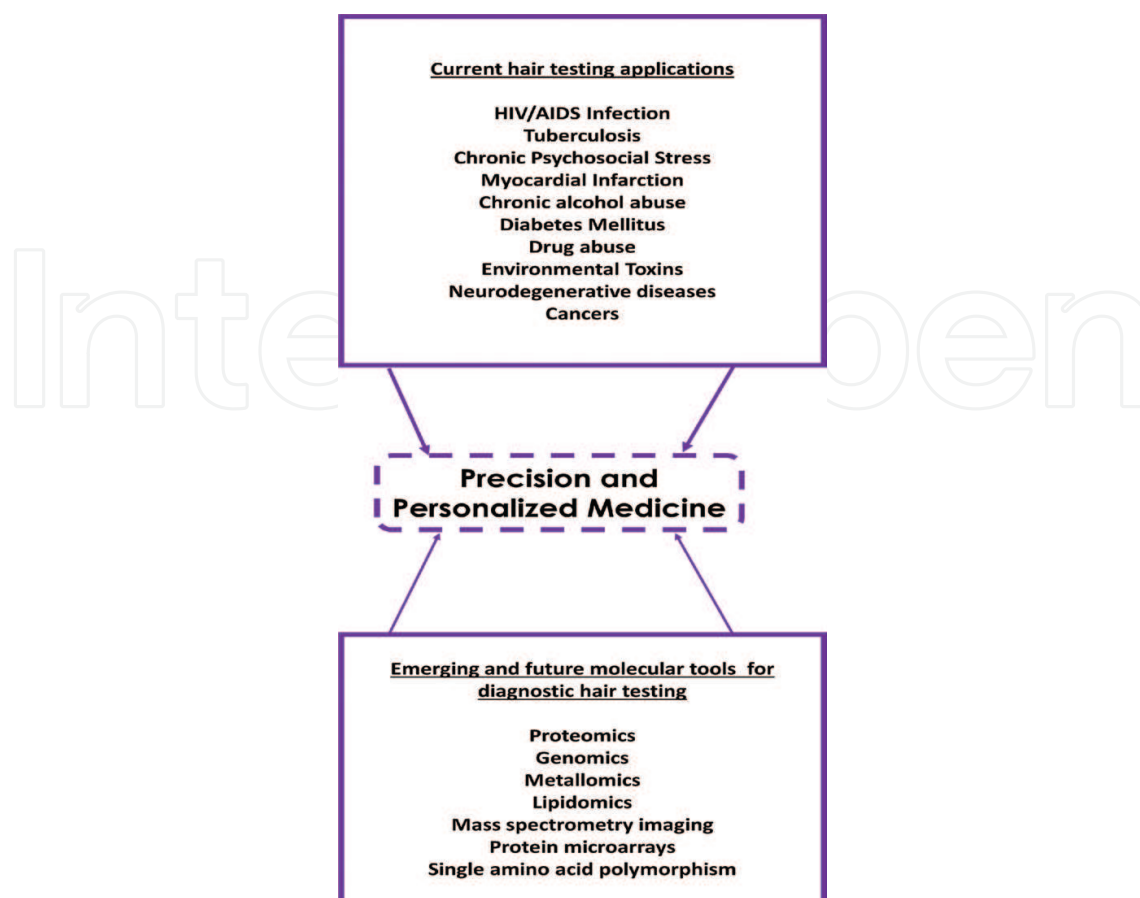 Current hair testing applications
HIV/AIDS Infection
Tuberculosis
Chronic Psychosocial Stress
Myocardial Infarction
Chronic alcohol abuse
Diabetes Mellitus
Drug abuse
Environmental Toxins
Neurodegenerative diseases
Cancers
Precision and
Personalized Medicine
Emerging and future molecular tools for
diagnostic hair testing
Proteomics
Genomics
Metallomics
Lipidomics
Mass spectrometry imaging
Protein microarrays
Single amino acid polymorphism